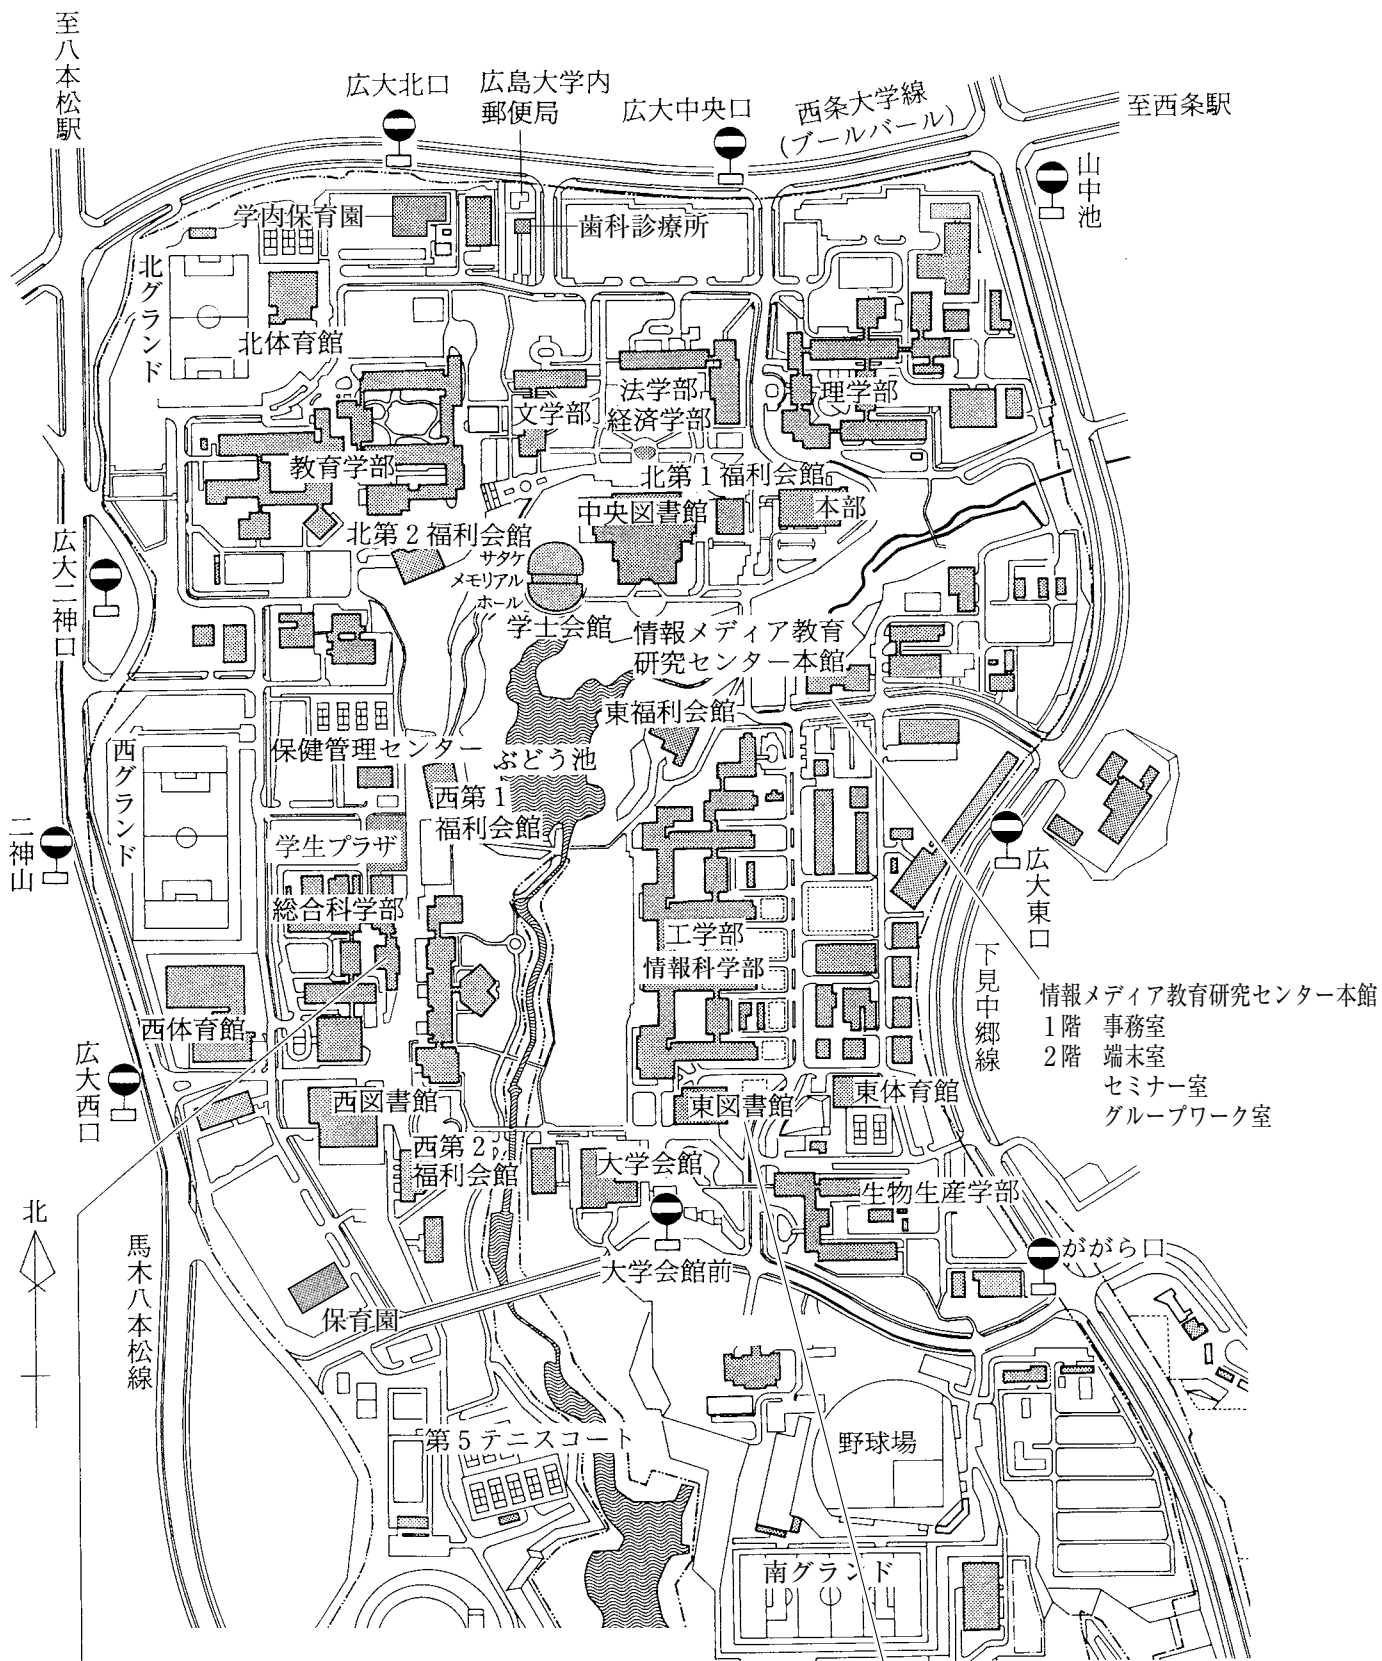 至八本松駅
広大北口
広島大学内
郵便局
広大中央口
西条大学線
(ブールバール)
至西条駅
山中池
学内保育園
歯科診療所
北グランド
北体育館
法学部
経済学部
文学部
理学部
教育学部
北第1福利会館
中央図書館
本部
北第2福利会館
サタケ
メモリアル
ホール
学士会館
広大二神口
情報メディア教育
研究センター本館
東福利会館
西グランド
保健管理センター
ぶどう池
西第1
福利会館
二神山
学生プラザ
広大東口
総合科学部
工学部
情報科学部
下見中郷線
情報メディア教育研究センター本館
1階 事務室
2階 端末室
セミナー室
グループワーク室
西体育館
広大西口
西図書館
東図書館
東体育館
西第2
福利会館
大学会館
生物生産学部
北
馬木八本松線
大学会館前
ががら口
保育園
第5テニスコート
野球場
南グランド